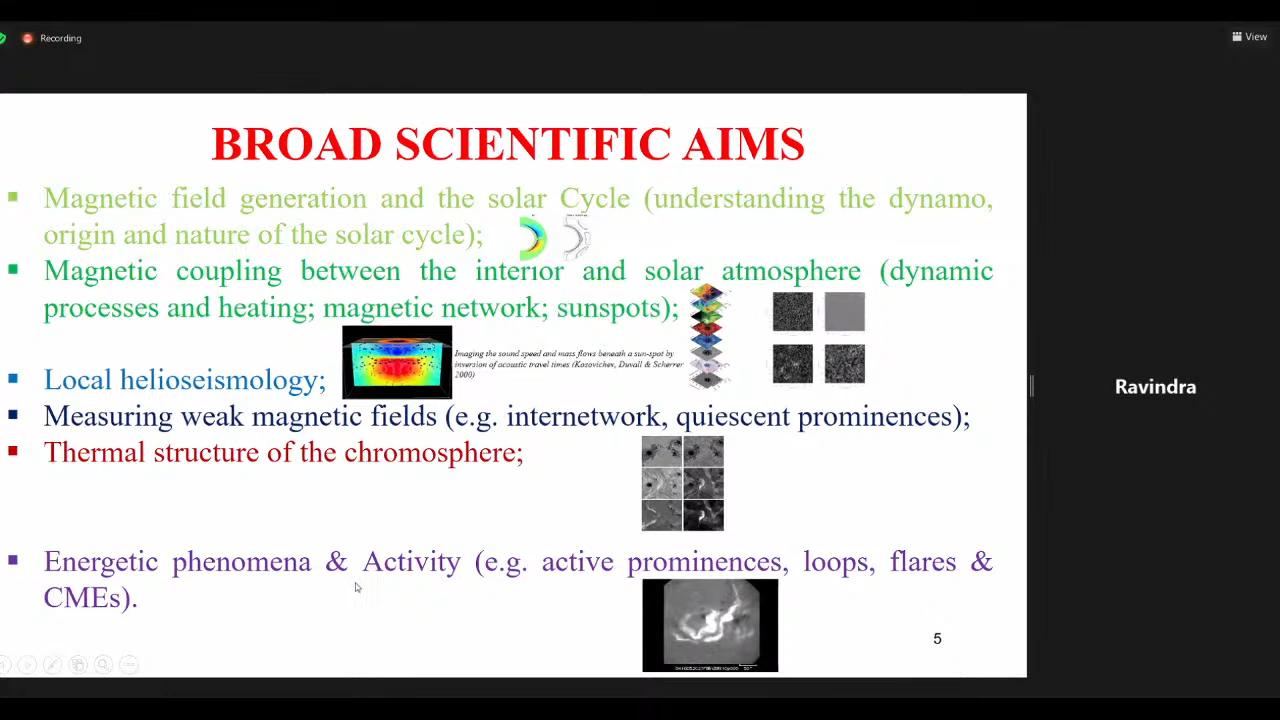 Recording
View
BROAD SCIENTIFIC AIMS
Magnetic field generation and the solar Cycle (understanding the dynamo,
origin and nature of the solar cycle);
Magnetic coupling between the interior and solar atmosphere (dynamic
processes and heating; magnetic network; sunspots);
Imaging the sound speed and mass flows beneath a sun-spot by
inversion of acoustic travel times (Kosovichev, Duvall & Scherrer
2000)
Local helioseismology;
Measuring weak magnetic fields (e.g. internetwork, quiescent prominences);
Thermal structure of the chromosphere;
Energetic phenomena & Activity (e.g. active prominences, loops, flares &
CMEs).
5
Ravindra